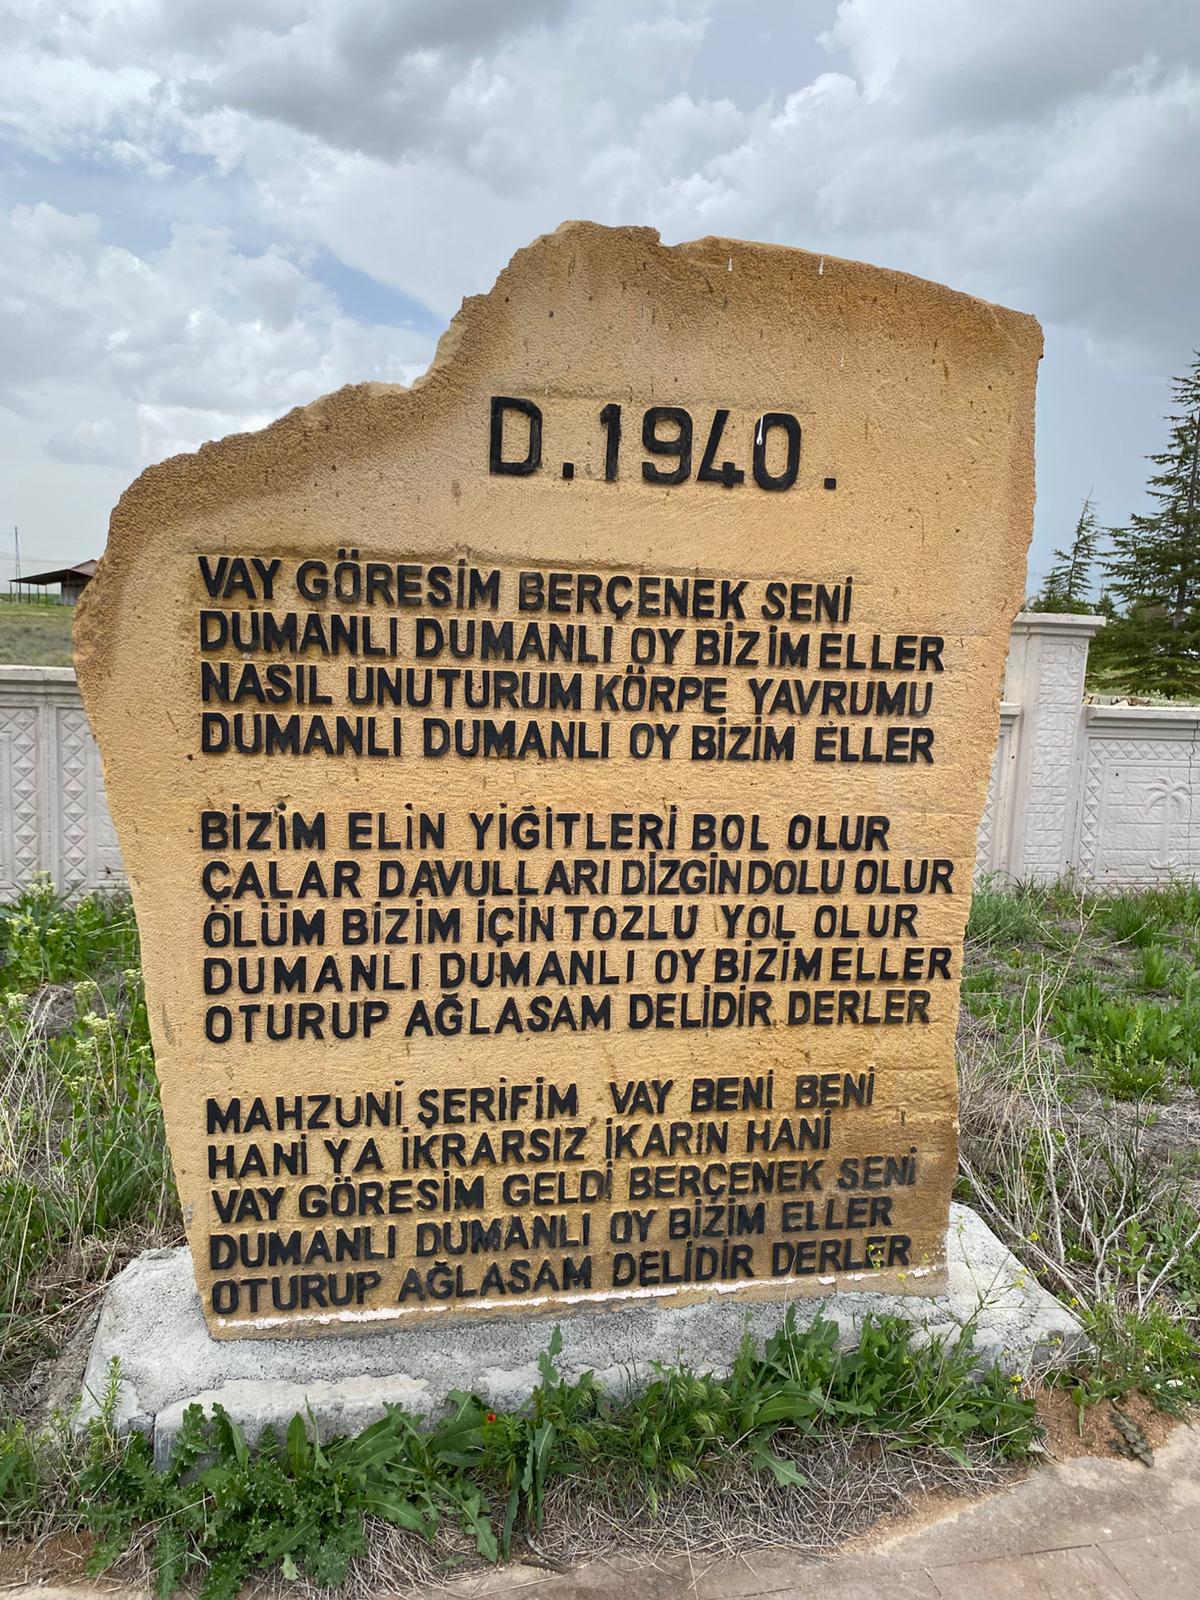 D.1940.
VAY GÖRESİM BERÇENEK SENİ
DUMANLI DUMANLI OY BİZİM ELLER
NASIL UNUTURUM KÖRPE YAVRUMU
DUMANLI DUMANLI OY BİZİM ELLER
BİZİM ELİN YİĞİTLERİ BOL OLUR
ÇALAR DAVULLARI DİZGİN DOLU OLUR
ÖLÜM BİZİM İÇİN TOZLU YOL OLUR
DUMANLI DUMANLI OY BİZİM ELLER
OTURUP AĞLASAM DELİDİR DERLER
MAHZUNİ ŞERİFİM VAY BENİ BENİ
HANİ YA İKRARSIZ İKARIN HANİ
VAY GÖRESİM GELDİ BERÇENEK SENİ
DUMANLI DUMANLI OY BİZİM ELLER
OTURUP AĞLASAM DELİDİR DERLER